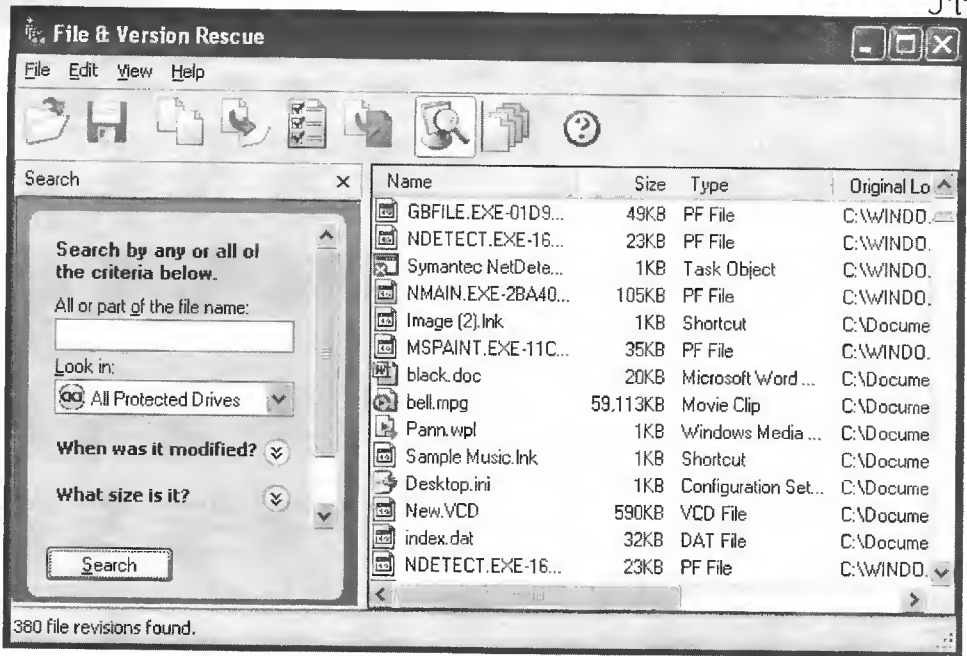 File & Version Rescue
File Edit View Help
Search
Search by any or all of
the criteria below.
All or part of the file name:
Look in:
All Protected Drives
When was it modified?
What size is it?
Search
Name Size Type Original Lo
GBFILE.EXE-01D9... 49KB PF File C:\WINDO.
NDETECT.EXE-16... 23KB PF File C:\WINDO.
Symantec NetDete... 1KB Task Object C:\WINDO.
NMAIN.EXE-2BA40... 105KB PF File C:\WINDO.
Image (2).lnk 1KB Shortcut C:\Docume
MSPAINT.EXE-11C... 35KB PF File C:\WINDO.
black.doc 20KB Microsoft Word ... C:\Docume
bell.mpg 59,113KB Movie Clip C:\Docume
Pann.wpl 1KB Windows Media ... C:\Docume
Sample Music.lnk 1KB Shortcut C:\Docume
Desktop.ini 1KB Configuration Set... C:\Docume
New.VCD 590KB VCD File C:\Docume
index.dat 32KB DAT File C:\Docume
NDETECT.EXE-16... 23KB PF File C:\WINDO.
380 file revisions found.